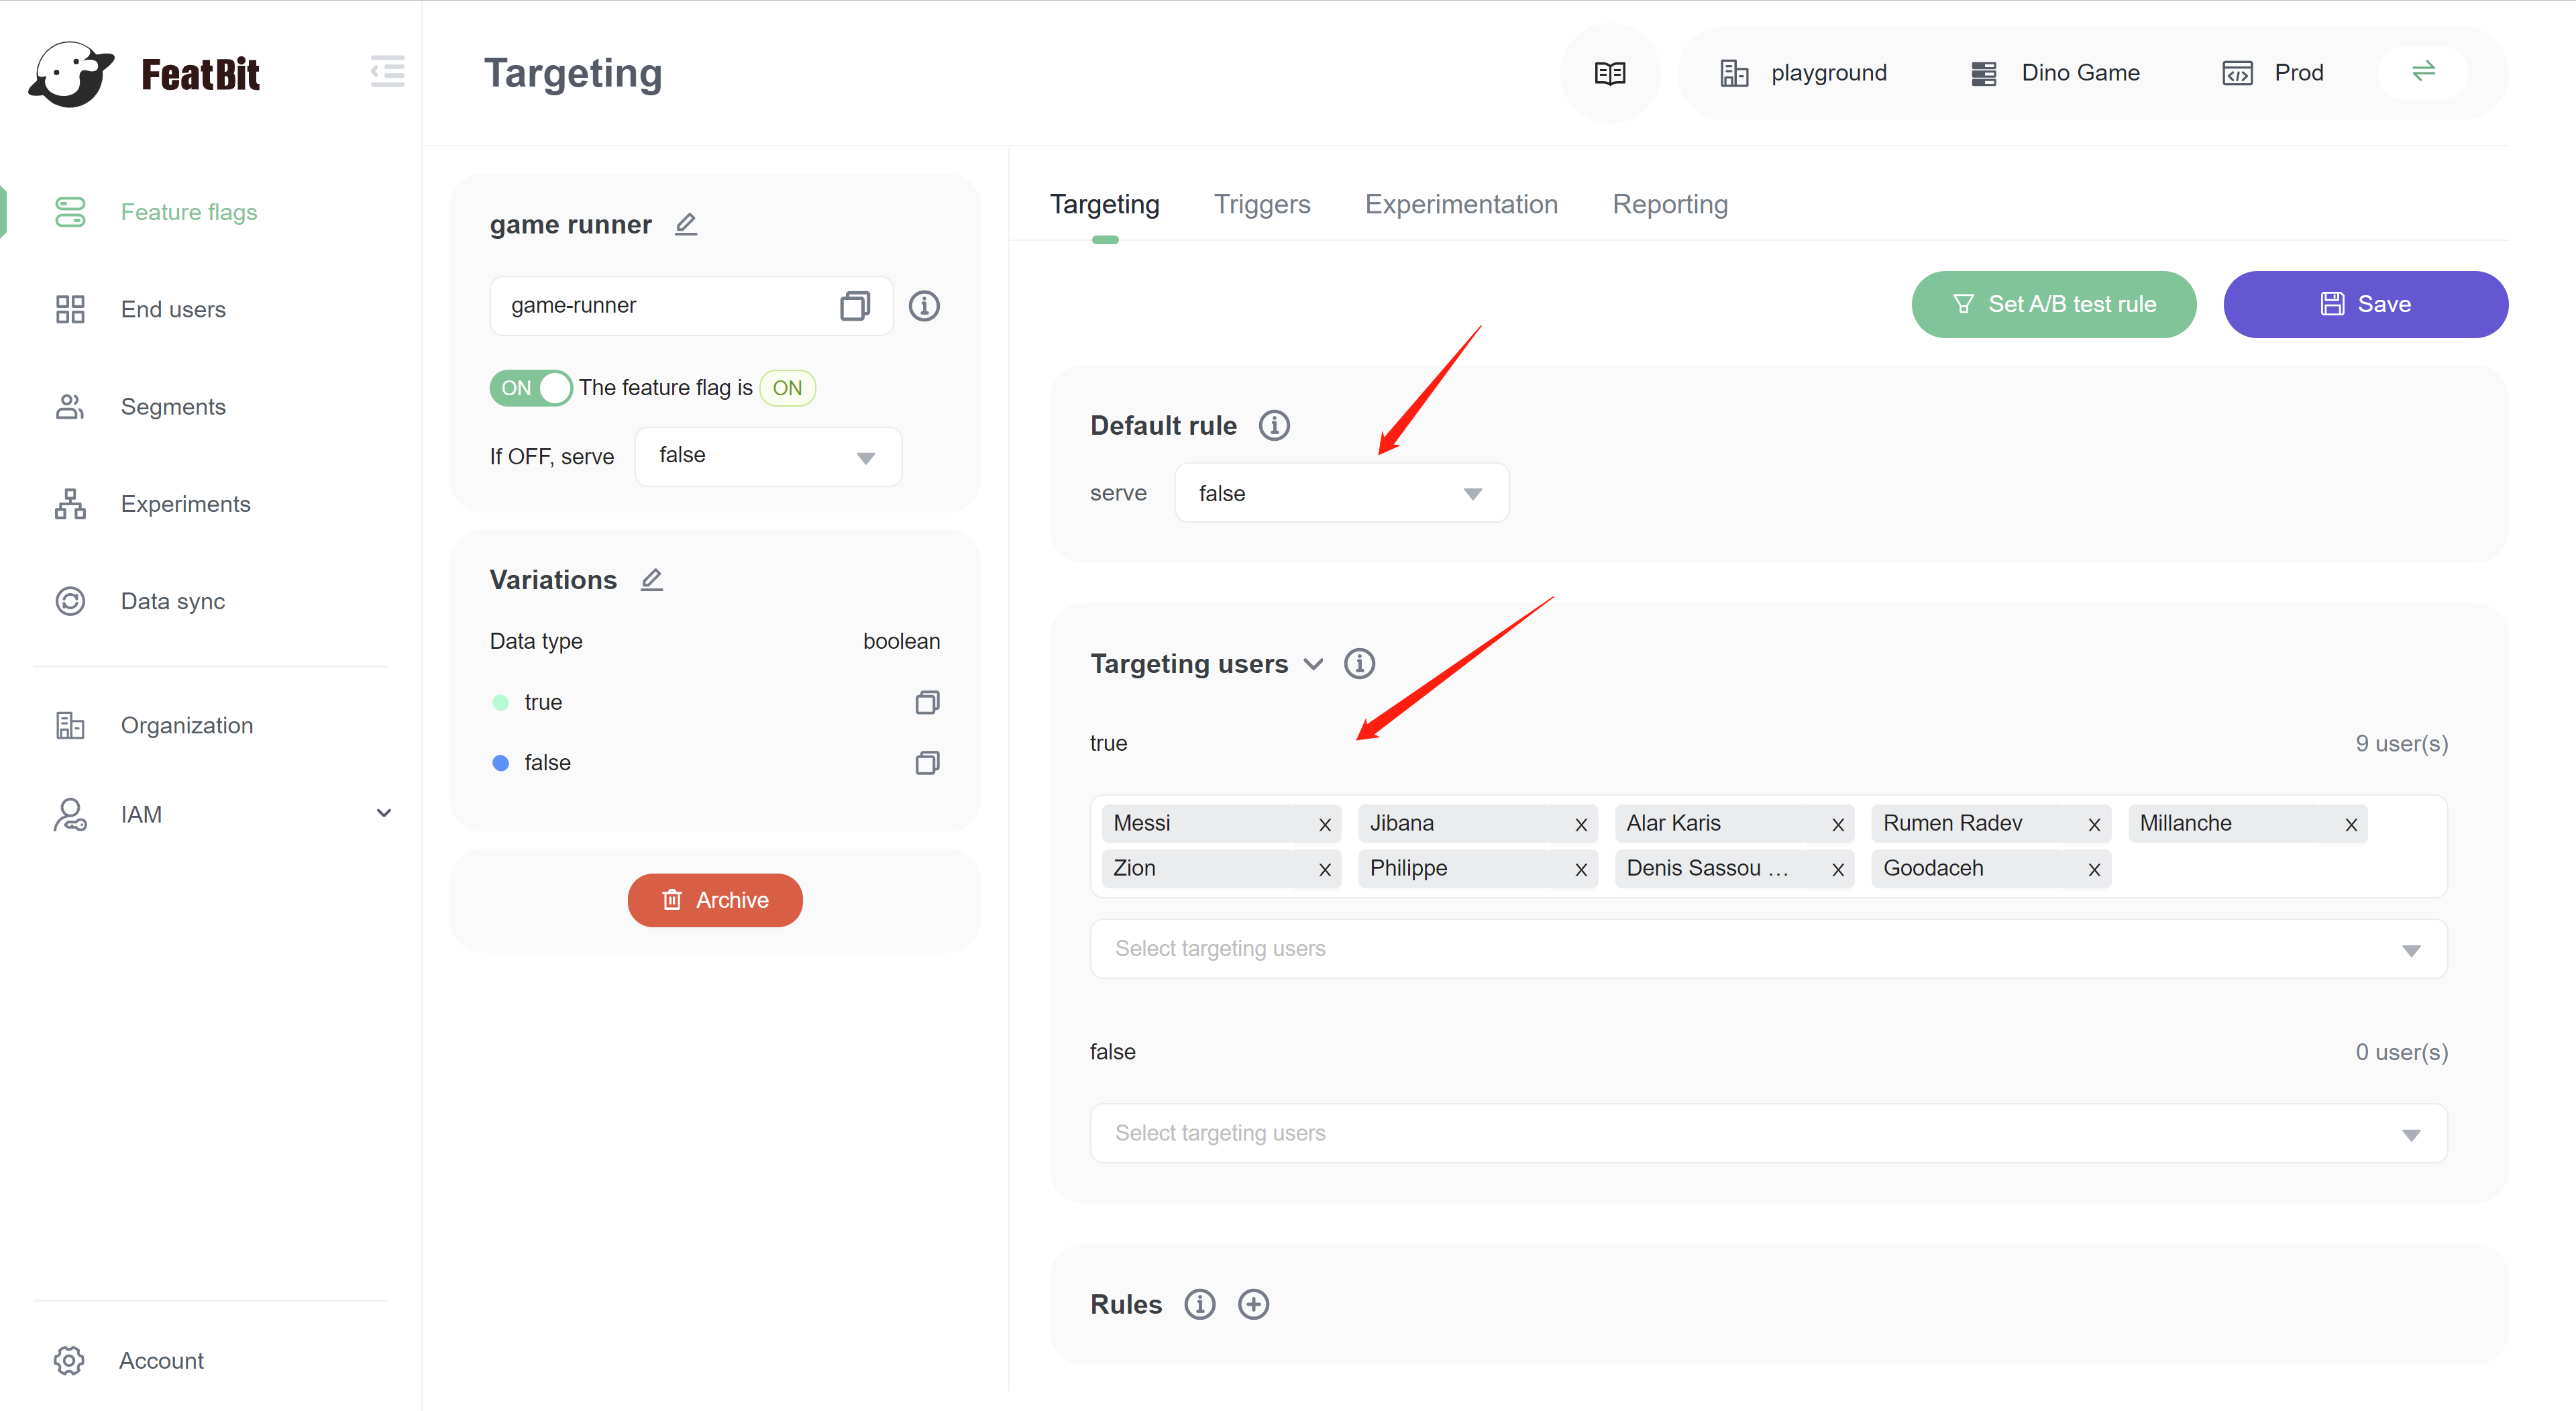 FeatBit
Targeting
playground
Dino Game
Prod
Feature flags
End users
Segments
Experiments
Data sync
Organization
IAM
Account
game runner
game-runner
ON The feature flag is ON
If OFF, serve false
Variations
Data type boolean
true
false
Archive
Targeting Triggers Experimentation Reporting
Set A/B test rule Save
Default rule
serve false
Targeting users
true 9 user(s)
Messi x Jibana x Alar Karis x Rumen Radev x Millanche x
Zion x Philippe x Denis Sassou ... x Goodaceh x
Select targeting users
false 0 user(s)
Select targeting users
Rules